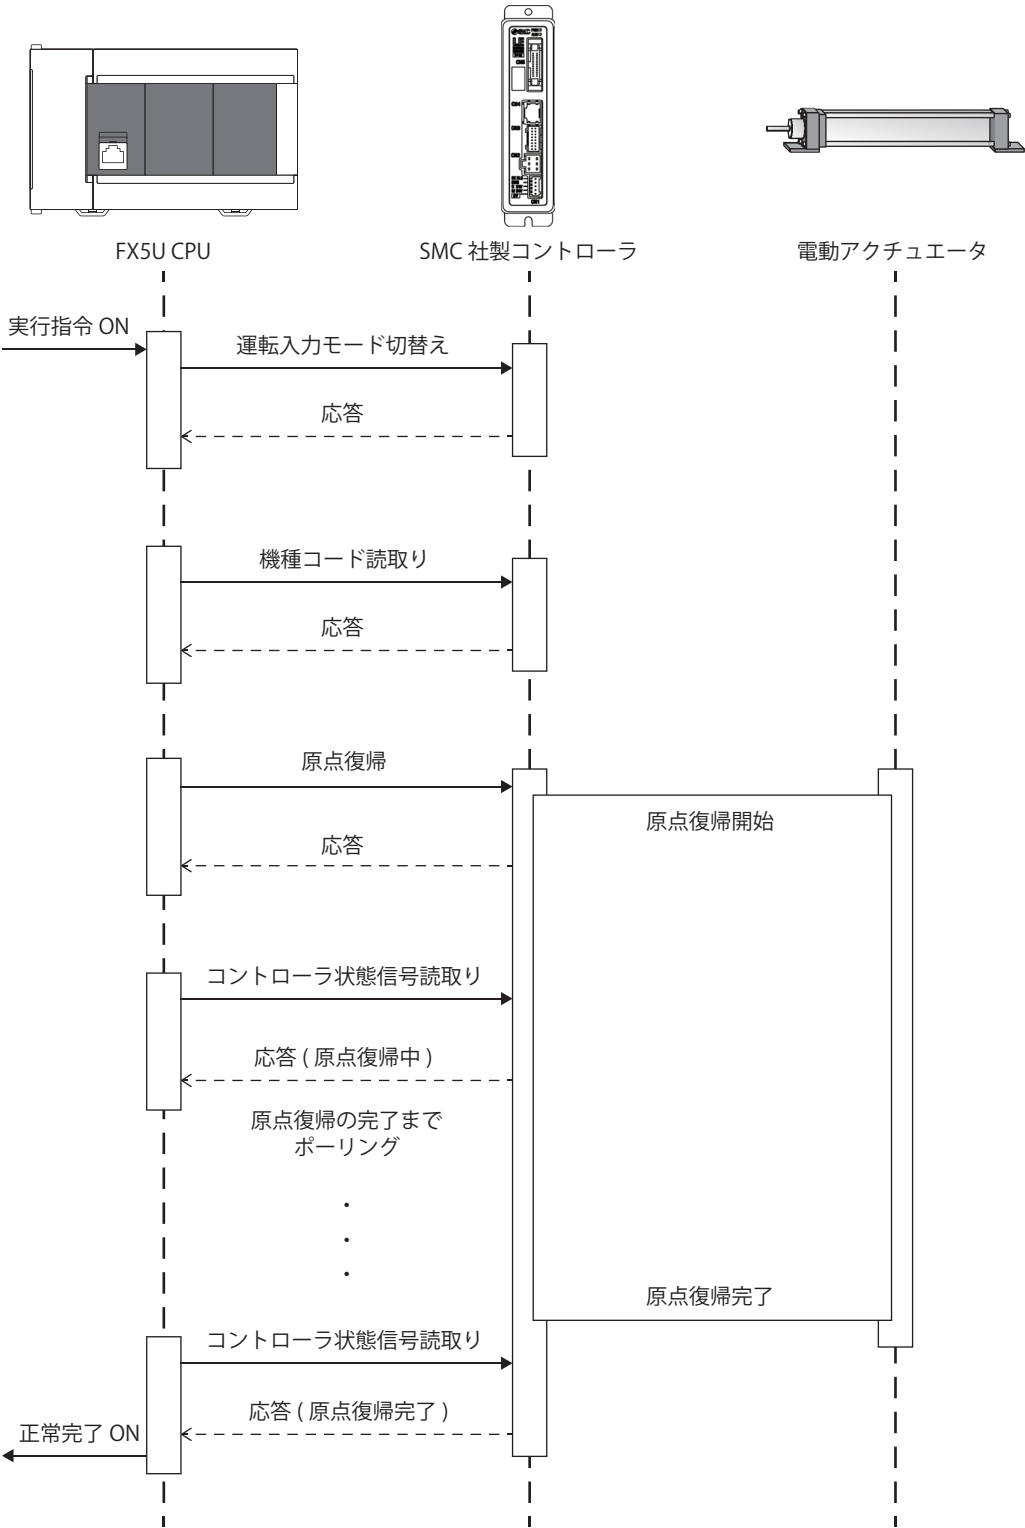 FX5U CPU
SMC 社製コントローラ
電動アクチュエータ
実行指令 ON
運転入力モード切替え
応答
機種コード読取り
応答
原点復帰
原点復帰開始
応答
コントローラ状態信号読取り
応答 ( 原点復帰中 )
原点復帰の完了まで
ポーリング
・
・
・
原点復帰完了
コントローラ状態信号読取り
応答 ( 原点復帰完了 )
正常完了 ON